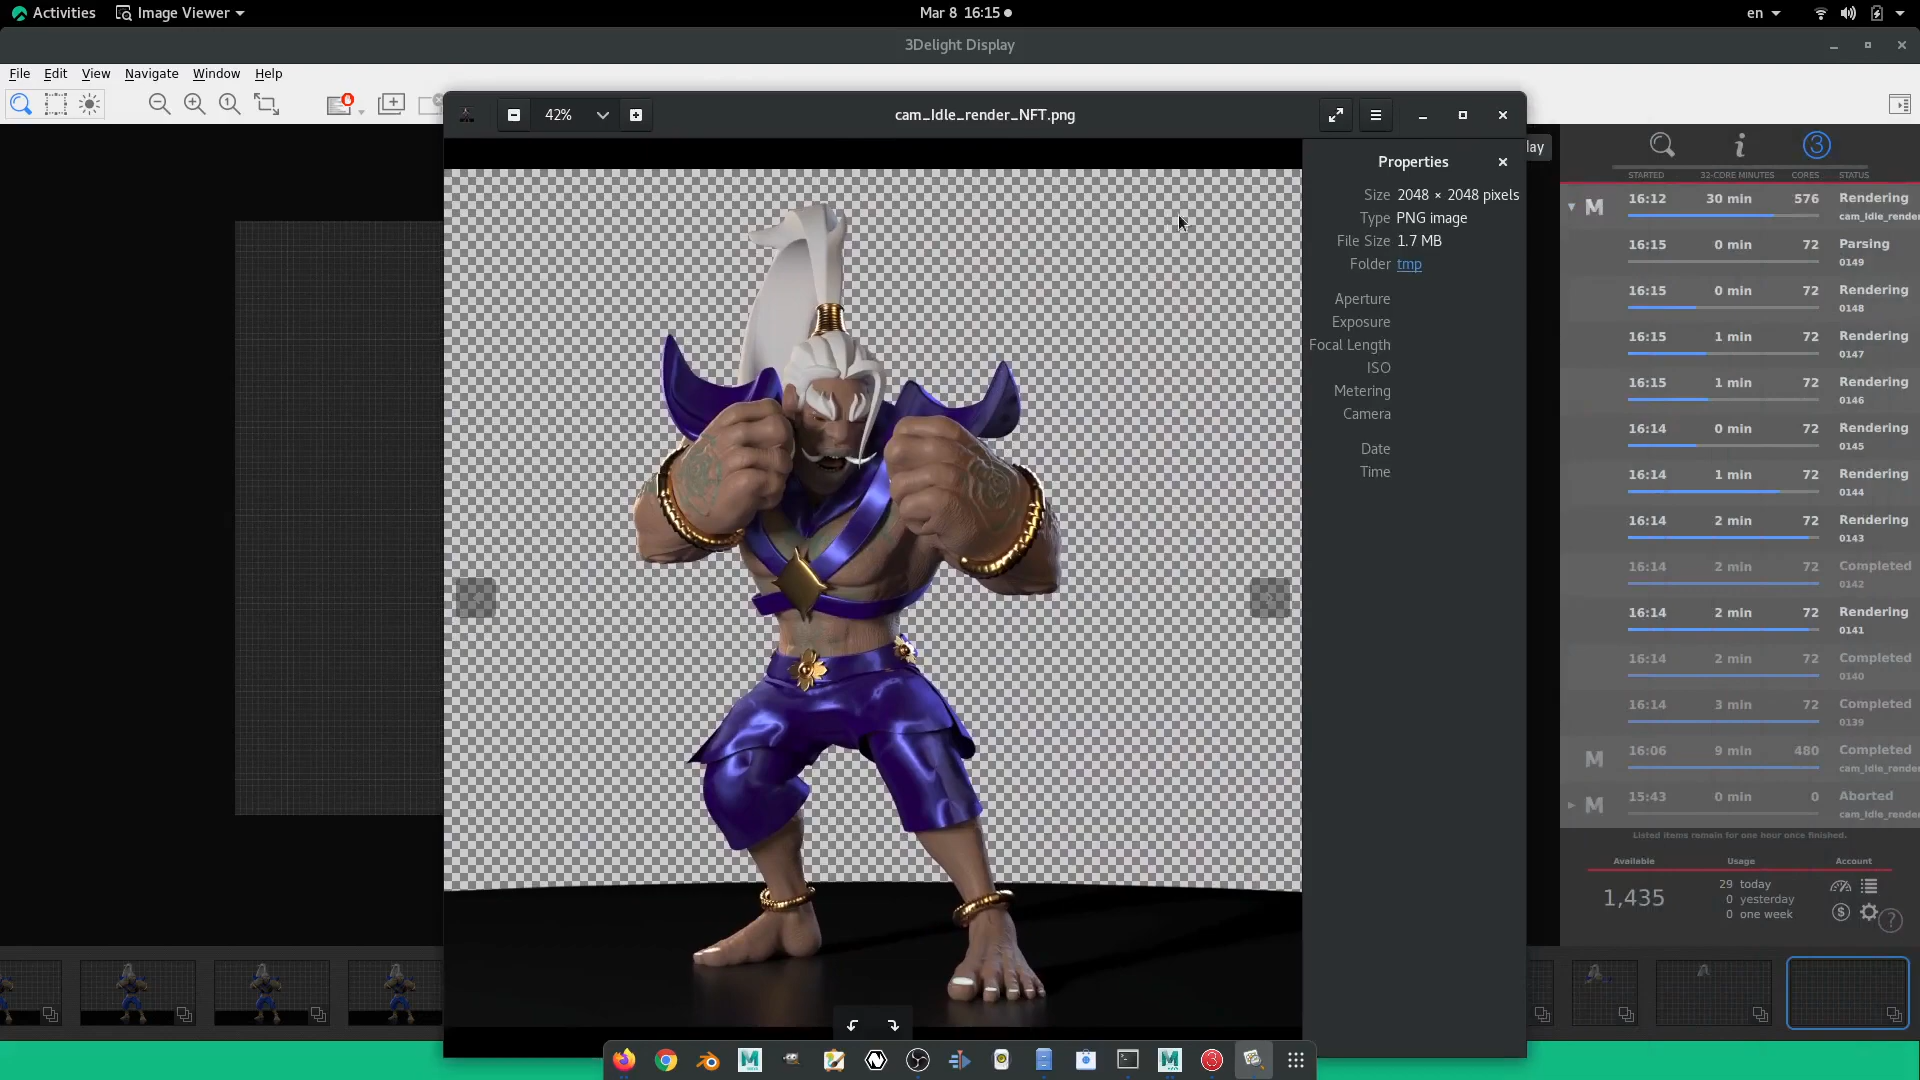 Activities
Image Viewer
Mar 8 16:15
en
3Delight Display
File Edit View Navigate Window Help
42%
cam_Idle_render_NFT.png
lay
Properties
Size 2048 × 2048 pixels
Type PNG image
File Size 1.7 MB
Folder tmp
Aperture
Exposure
Focal Length
ISO
Metering
Camera
Date
Time
STARTED 32-CORE MINUTES CORES STATUS
M 16:12 30 min 576 Rendering
cam_Idle_rende
16:15 0 min 72 Parsing
0149
16:15 0 min 72 Rendering
0148
16:15 1 min 72 Rendering
0147
16:15 1 min 72 Rendering
0146
16:14 0 min 72 Rendering
0145
16:14 1 min 72 Rendering
0144
16:14 2 min 72 Rendering
0143
16:14 2 min 72 Completed
0142
16:14 2 min 72 Rendering
0141
16:14 2 min 72 Completed
0140
16:14 3 min 72 Completed
0139
M 16:06 9 min 480 Completed
cam_Idle_rende
M 15:43 0 min 0 Aborted
cam_Idle_rende
Listed items remain for one hour once finished.
Available Usage Account
1,435
29 today
0 yesterday
0 one week